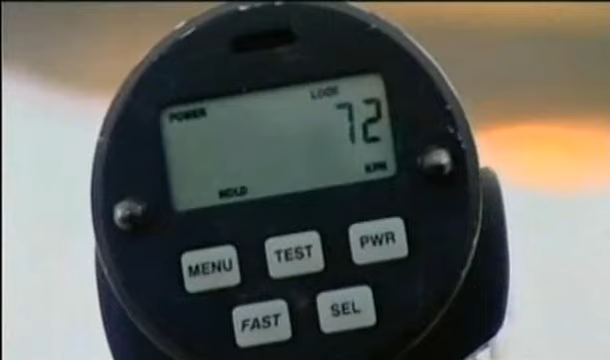 LOCK
POWER
72
KPH
HOLD
MENU TEST PWR
FAST SEL